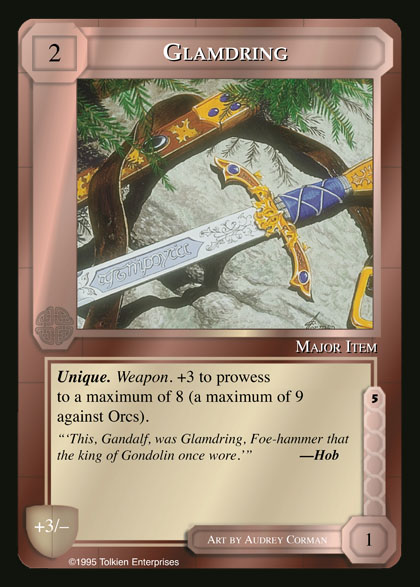 2
GLAMDRING
MAJOR ITEM
Unique. Weapon. +3 to prowess
to a maximum of 8 (a maximum of 9
against Orcs).
“‘This, Gandalf, was Glamdring, Foe-hammer that
the king of Gondolin once wore.’” —Hob
5
+3/–
ART BY AUDREY CORMAN
1
©1995 Tolkien Enterprises